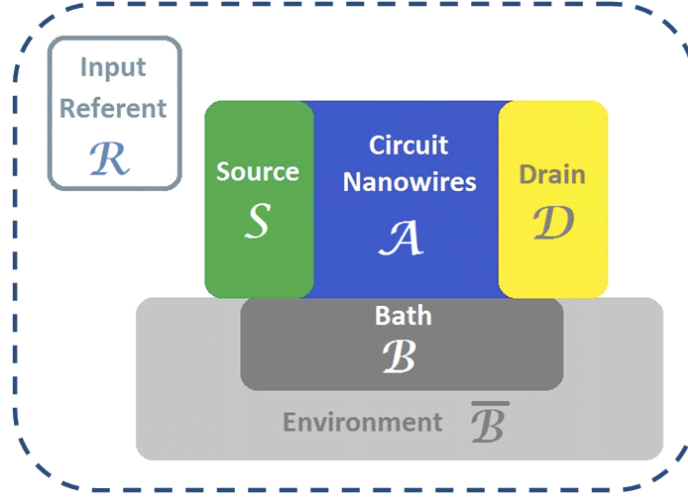 Input
Referent
ℛ
Source
𝒮
Circuit
Nanowires
𝒜
Drain
𝒟
Bath
ℬ
Environment ℬ̅